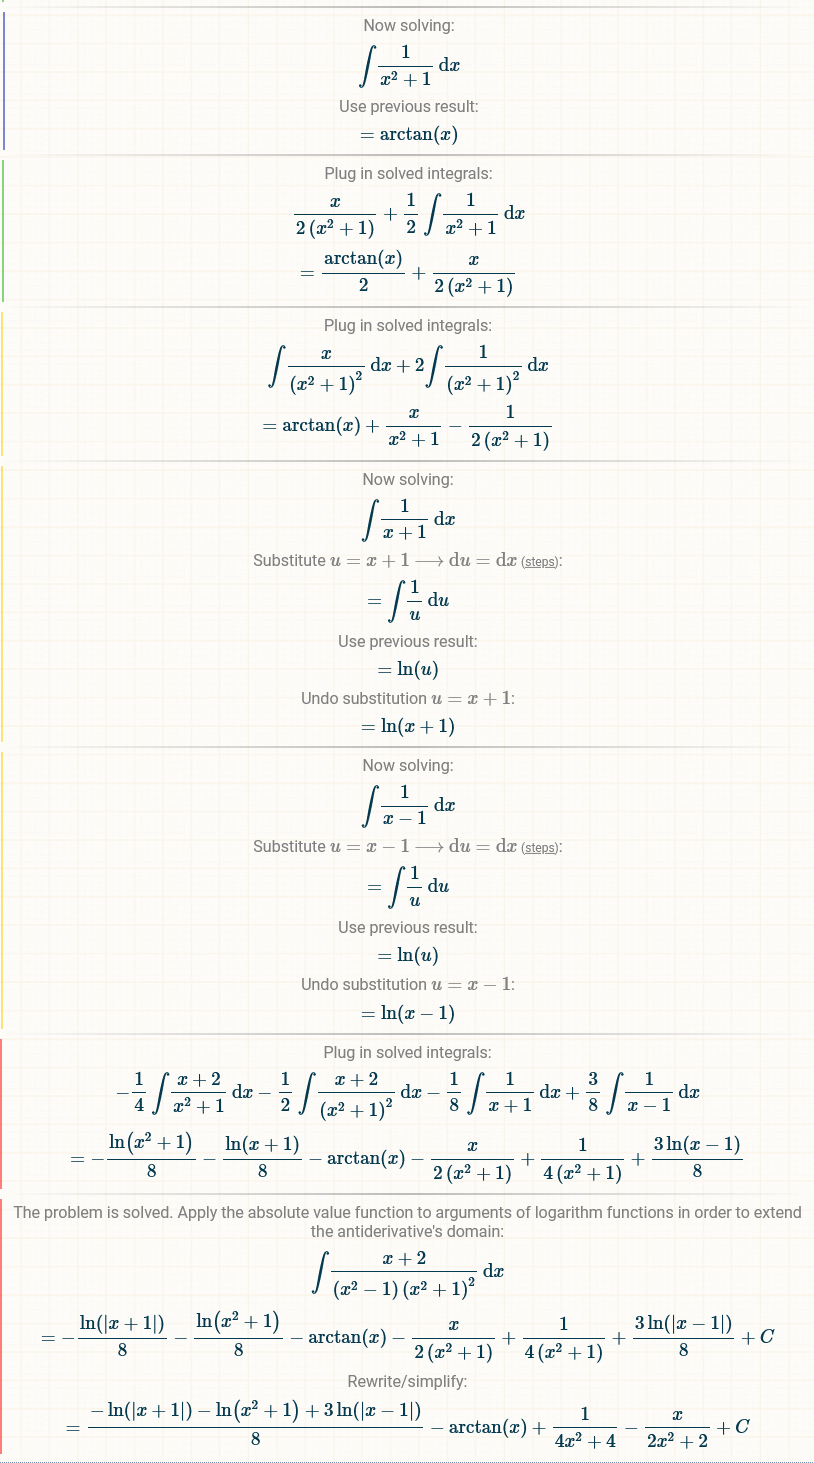 Now solving:
∫ 1/(x² + 1) dx
Use previous result:
= arctan(x)
Plug in solved integrals:
x/(2 (x² + 1)) + 1/2 ∫ 1/(x² + 1) dx
= arctan(x)/2 + x/(2 (x² + 1))
Plug in solved integrals:
∫ x/(x² + 1)² dx + 2 ∫ 1/(x² + 1)² dx
= arctan(x) + x/(x² + 1) − 1/(2 (x² + 1))
Now solving:
∫ 1/(x + 1) dx
Substitute u = x + 1 ⟶ du = dx (steps):
= ∫ 1/u du
Use previous result:
= ln(u)
Undo substitution u = x + 1:
= ln(x + 1)
Now solving:
∫ 1/(x − 1) dx
Substitute u = x − 1 ⟶ du = dx (steps):
= ∫ 1/u du
Use previous result:
= ln(u)
Undo substitution u = x − 1:
= ln(x − 1)
Plug in solved integrals:
−1/4 ∫ (x + 2)/(x² + 1) dx − 1/2 ∫ (x + 2)/(x² + 1)² dx − 1/8 ∫ 1/(x + 1) dx + 3/8 ∫ 1/(x − 1) dx
= −ln(x² + 1)/8 − ln(x + 1)/8 − arctan(x) − x/(2 (x² + 1)) + 1/(4 (x² + 1)) + 3 ln(x − 1)/8
The problem is solved. Apply the absolute value function to arguments of logarithm functions in order to extend
the antiderivative's domain:
∫ (x + 2)/((x² − 1) (x² + 1)²) dx
= −ln(|x + 1|)/8 − ln(x² + 1)/8 − arctan(x) − x/(2 (x² + 1)) + 1/(4 (x² + 1)) + 3 ln(|x − 1|)/8 + C
Rewrite/simplify:
= (− ln(|x + 1|) − ln(x² + 1) + 3 ln(|x − 1|))/8 − arctan(x) + 1/(4x² + 4) − x/(2x² + 2) + C